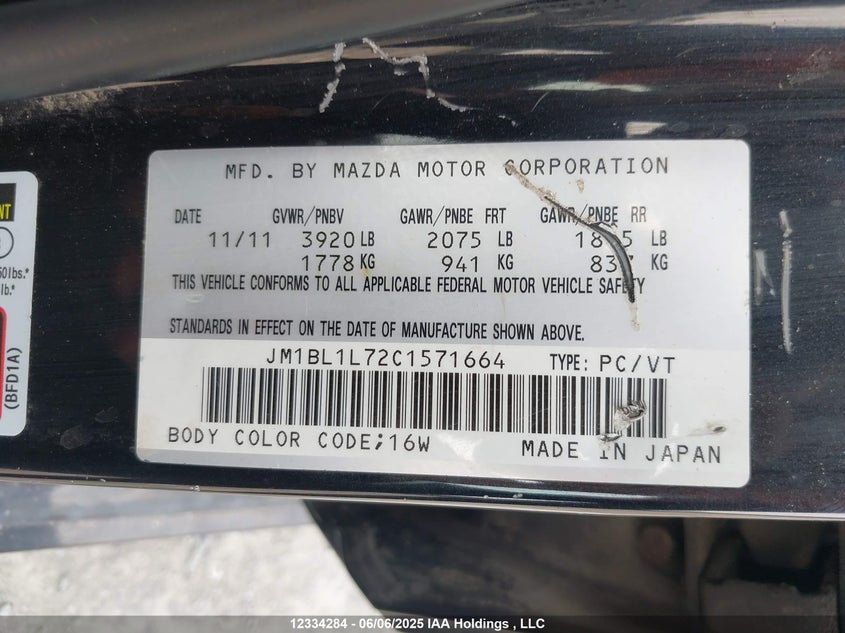 MFD. BY MAZDA MOTOR CORPORATION
DATE GVWR/PNBV GAWR/PNBE FRT GAWR/PNBE RR
11/11 3920 LB 2075 LB LB
1778 KG 941 KG KG
THIS VEHICLE CONFORMS TO ALL APPLICABLE FEDERAL MOTOR VEHICLE SAFETY
STANDARDS IN EFFECT ON THE DATE OF MANUFACTURE SHOWN ABOVE.
JM1BL1L72C1571664 TYPE: PC/VT
BODY COLOR CODE;16W MADE IN JAPAN
(BFD1A)
12334284 - 06/06/2025 IAA Holdings , LLC